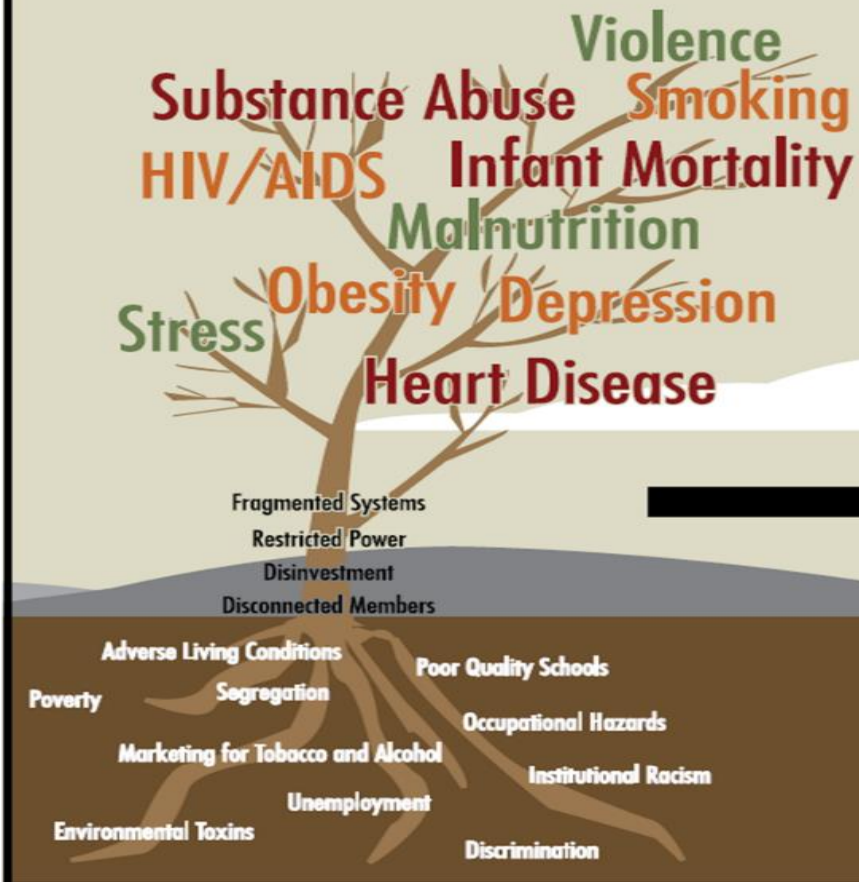 Violence
Substance Abuse Smoking
HIV/AIDS Infant Mortality
Malnutrition
Obesity Depression
Stress
Heart Disease
Fragmented Systems
Restricted Power
Disinvestment
Disconnected Members
Adverse Living Conditions
Poor Quality Schools
Poverty
Segregation
Occupational Hazards
Marketing for Tobacco and Alcohol
Institutional Racism
Unemployment
Environmental Toxins
Discrimination